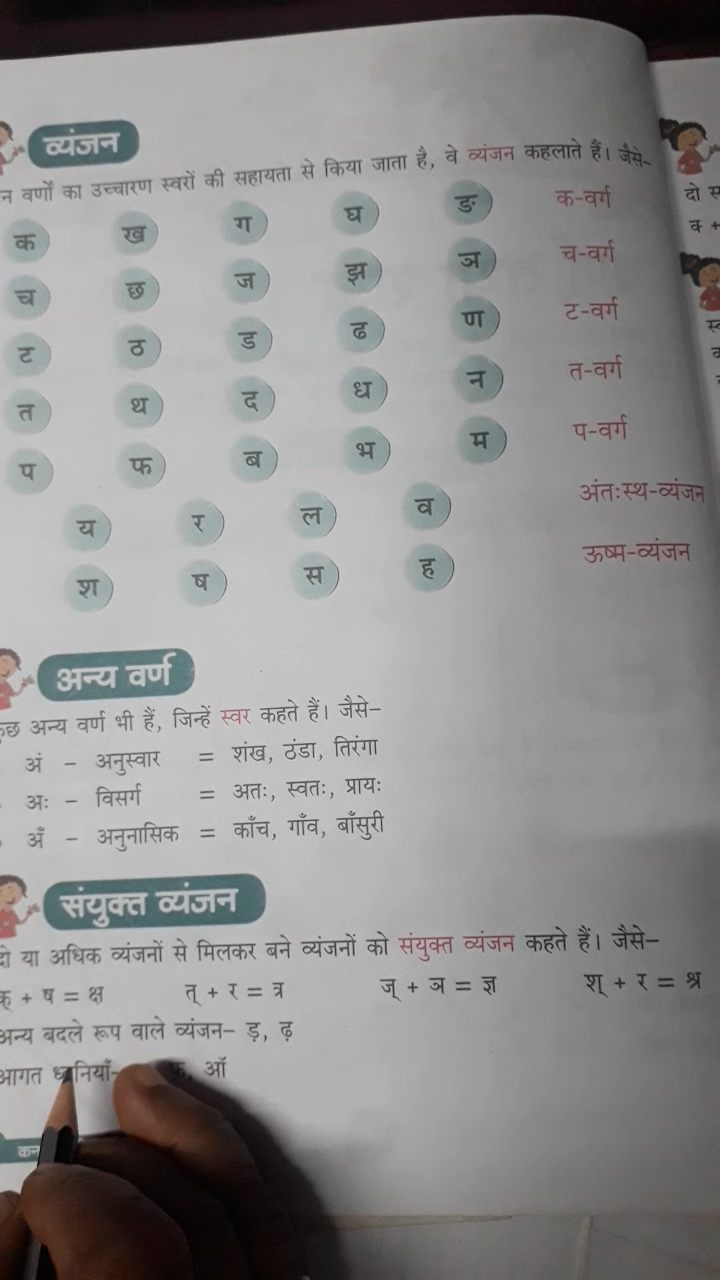 व्यंजन
न वर्णों का उच्चारण स्वरों की सहायता से किया जाता है, वे व्यंजन कहलाते हैं। जैसे–
क ख ग घ ङ क-वर्ग
च छ ज झ ञ च-वर्ग
ट ठ ड ढ ण ट-वर्ग
त थ द ध न त-वर्ग
प फ ब भ म प-वर्ग
य र ल व अंतःस्थ-व्यंजन
श ष स ह ऊष्म-व्यंजन
अन्य वर्ण
कुछ अन्य वर्ण भी हैं, जिन्हें स्वर कहते हैं। जैसे–
अं – अनुस्वार = शंख, ठंडा, तिरंगा
अः – विसर्ग = अतः, स्वतः, प्रायः
अँ – अनुनासिक = काँच, गाँव, बाँसुरी
संयुक्त व्यंजन
दो या अधिक व्यंजनों से मिलकर बने व्यंजनों को संयुक्त व्यंजन कहते हैं। जैसे–
क् + ष = क्ष त् + र = त्र ज् + ञ = ज्ञ श् + र = श्र
अन्य बदले रूप वाले व्यंजन– ड़, ढ़
आगत ध्वनियाँ– ऑ
दो
क +